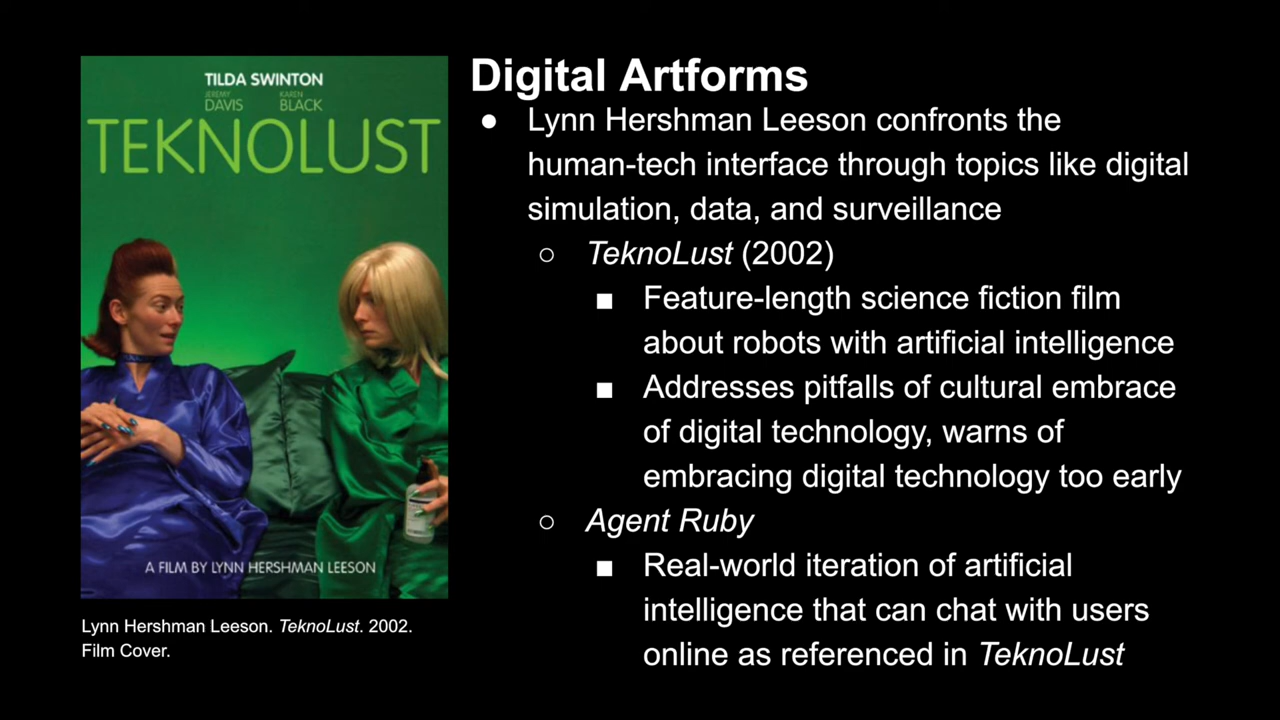 TILDA SWINTON
JEREMY KAREN
DAVIS BLACK
TEKNOLUST
A FILM BY LYNN HERSHMAN LEESON
Lynn Hershman Leeson. TeknoLust. 2002.
Film Cover.
Digital Artforms
● Lynn Hershman Leeson confronts the
human-tech interface through topics like digital
simulation, data, and surveillance
○ TeknoLust (2002)
■ Feature-length science fiction film
about robots with artificial intelligence
■ Addresses pitfalls of cultural embrace
of digital technology, warns of
embracing digital technology too early
○ Agent Ruby
■ Real-world iteration of artificial
intelligence that can chat with users
online as referenced in TeknoLust